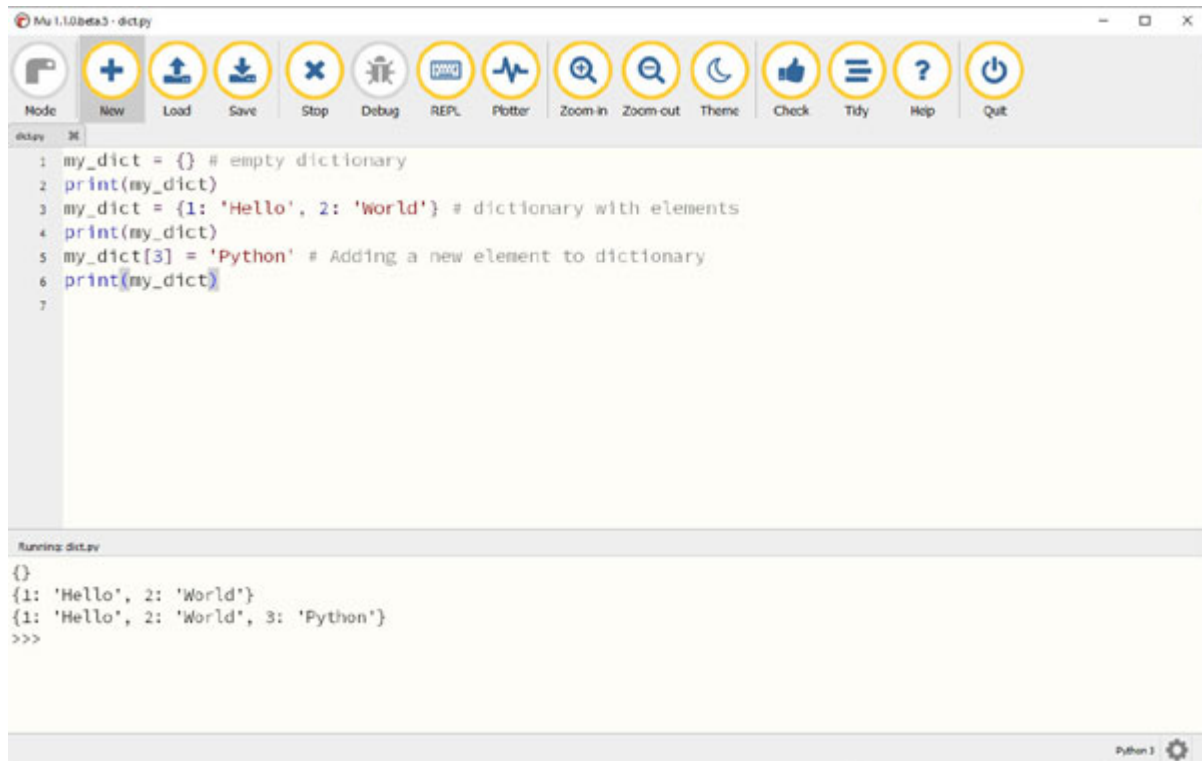 Mu 1.1.0.beta.5 - dict.py
Mode New Load Save Stop Debug REPL Plotter Zoom-in Zoom-out Theme Check Tidy Help Quit
dict.py
1 my_dict = {} # empty dictionary
2 print(my_dict)
3 my_dict = {1: 'Hello', 2: 'World'} # dictionary with elements
4 print(my_dict)
5 my_dict[3] = 'Python' # Adding a new element to dictionary
6 print(my_dict)
7
Running: dict.py
{}
{1: 'Hello', 2: 'World'}
{1: 'Hello', 2: 'World', 3: 'Python'}
>>>
Python 3